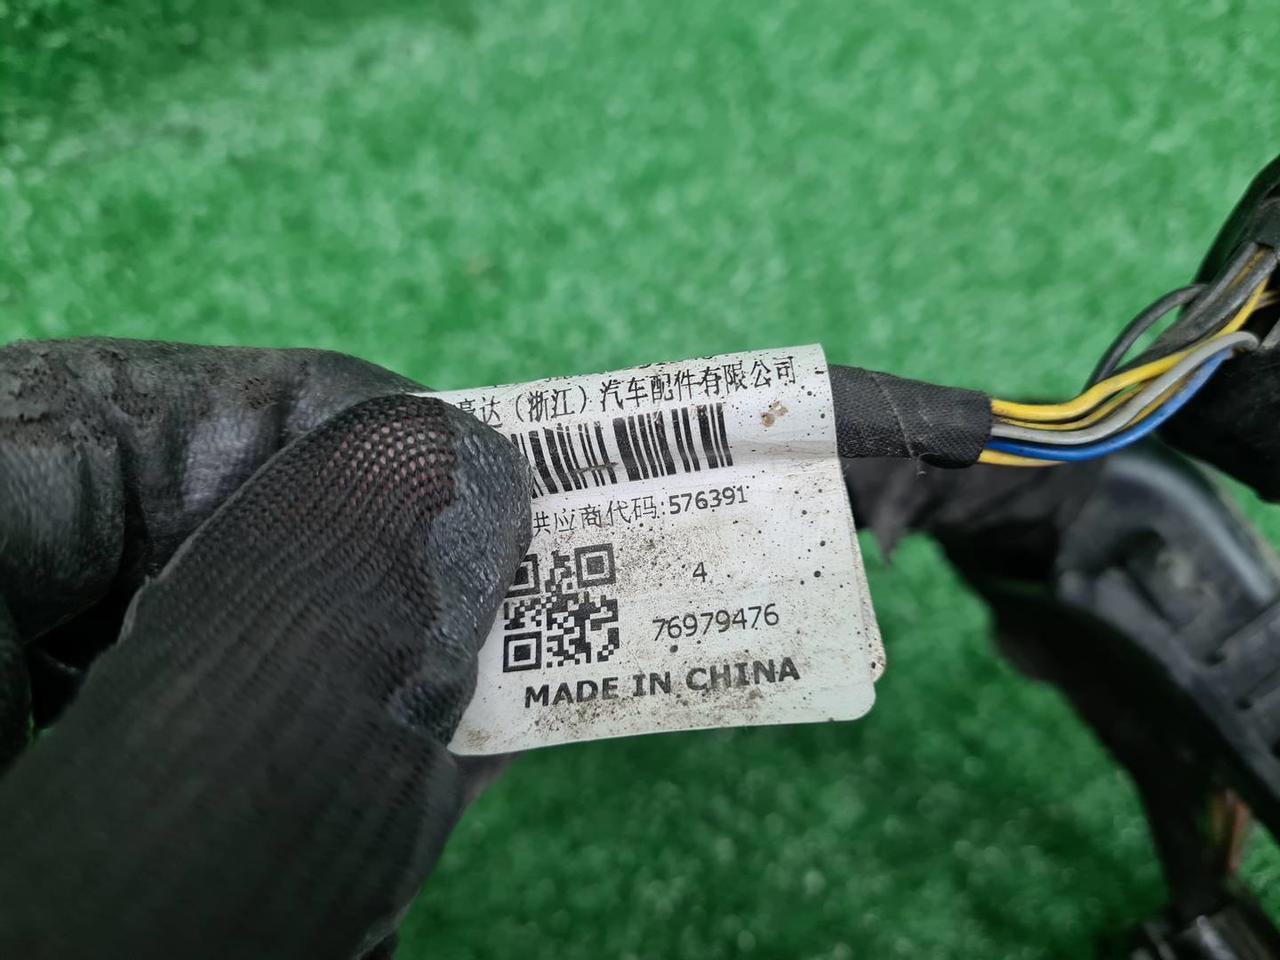 达（浙江）汽车配件有限公司
供应商代码:576391
4
76979476
MADE IN CHINA